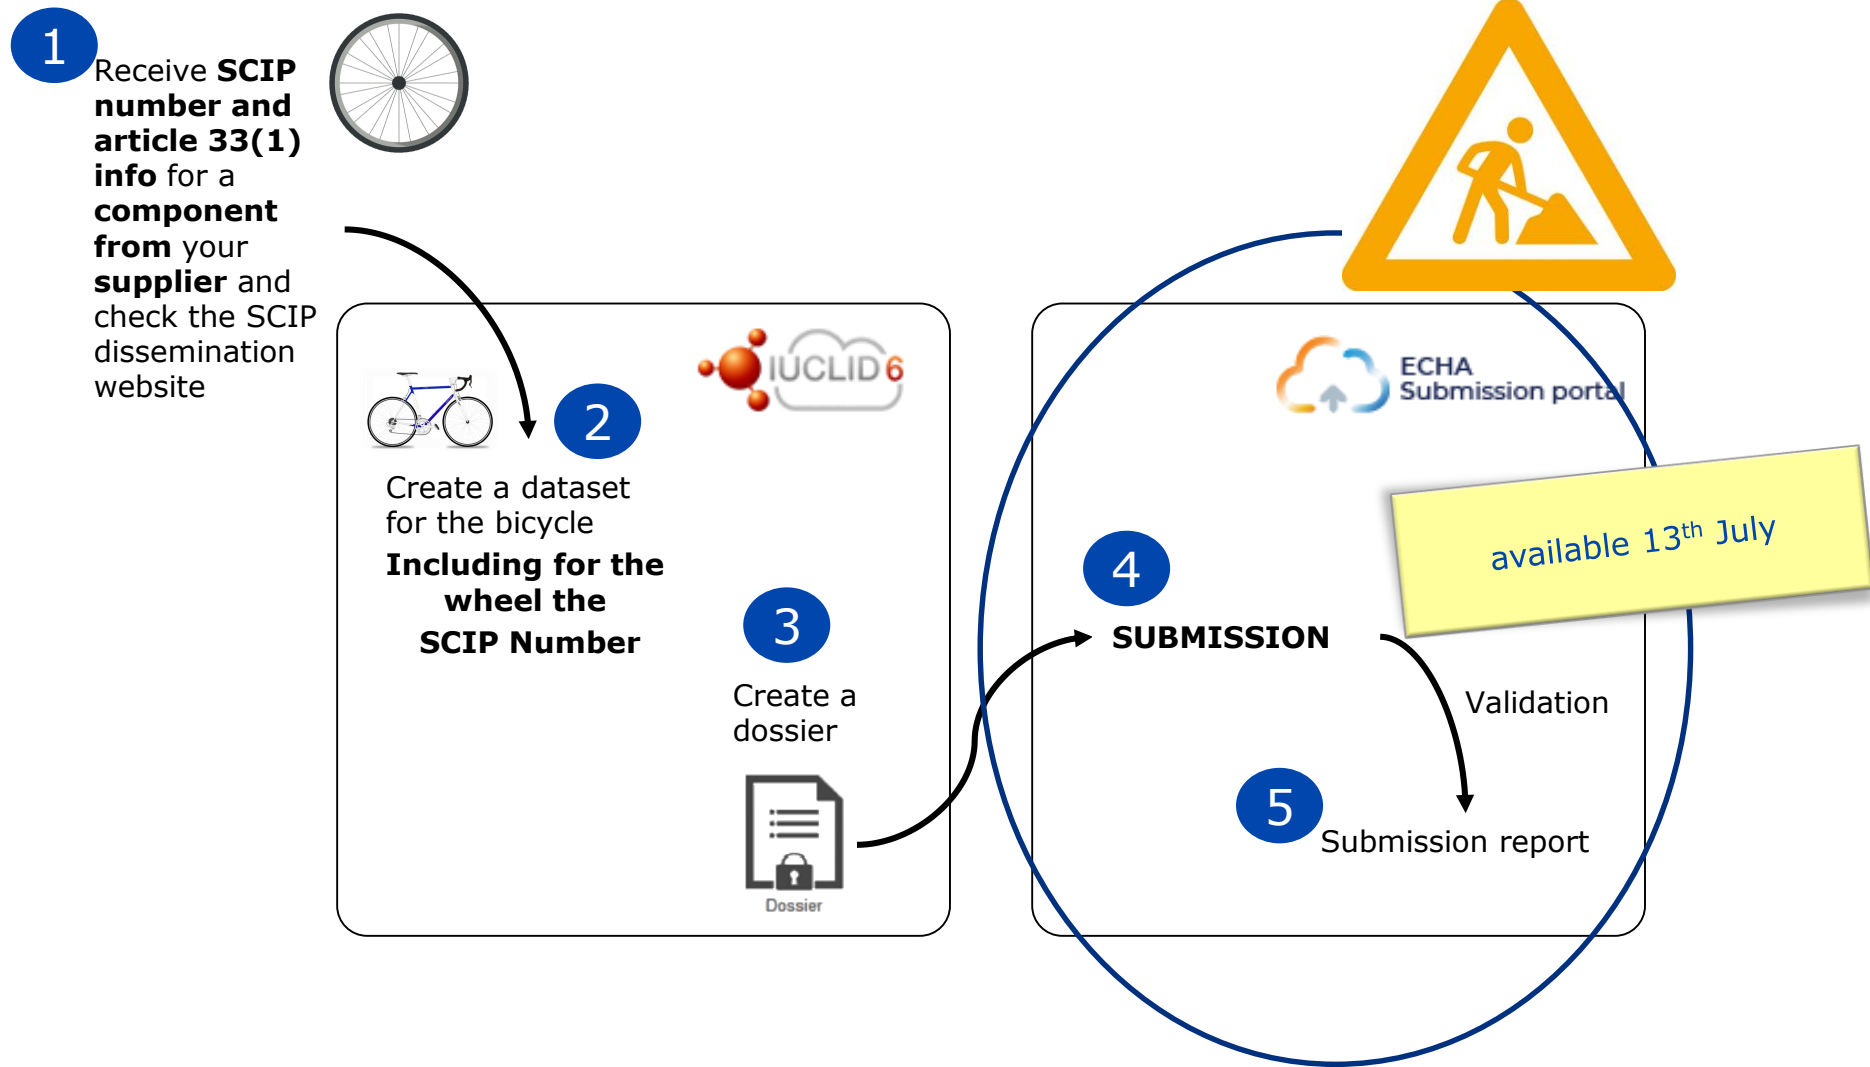 1
Receive SCIP
number and
article 33(1)
info for a
component
from your
supplier and
check the SCIP
dissemination
website
IUCLID 6
2
Create a dataset
for the bicycle
Including for the
wheel the
SCIP Number
3
Create a
dossier
Dossier
ECHA
Submission portal
available 13th July
4
SUBMISSION
Validation
5
Submission report